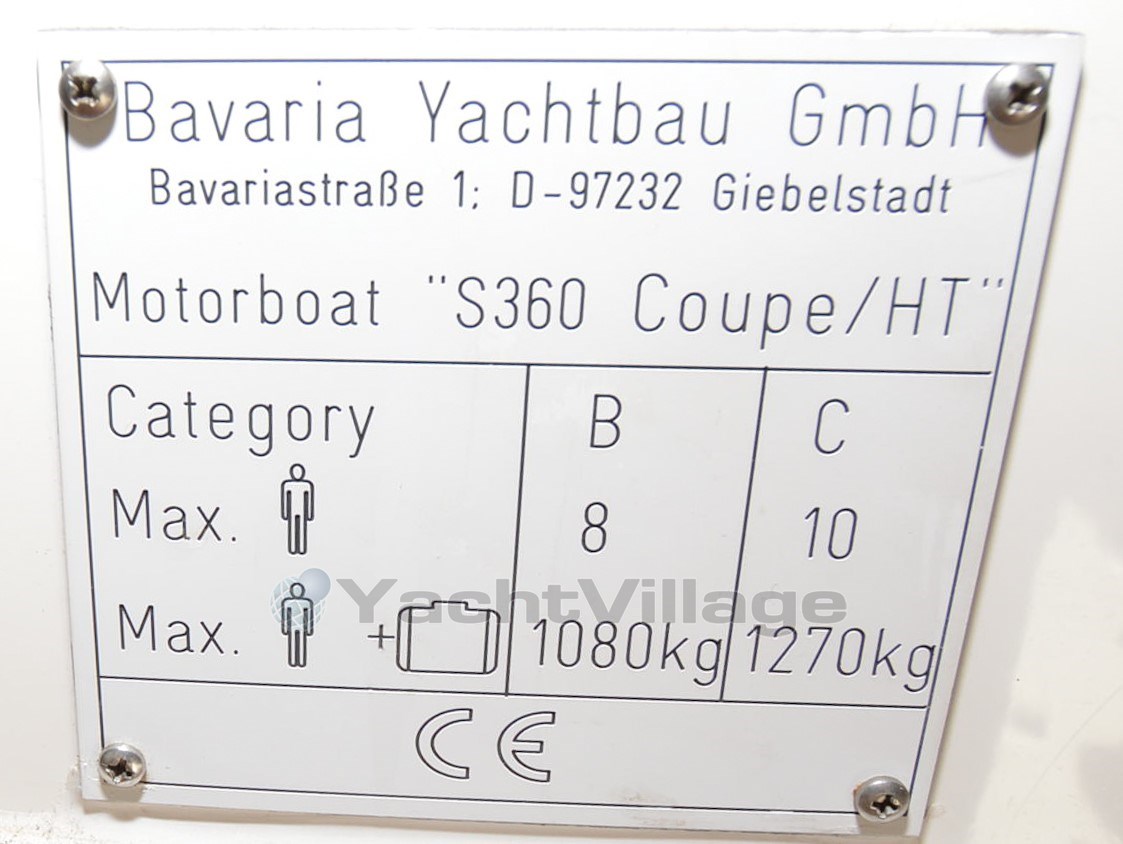 Bavaria Yachtbau GmbH
Bavariastraße 1; D-97232 Giebelstadt
Motorboat "S360 Coupe/HT"
Category B C
Max. 8 10
Max. + 1080kg 1270kg
YachtVillage
CE